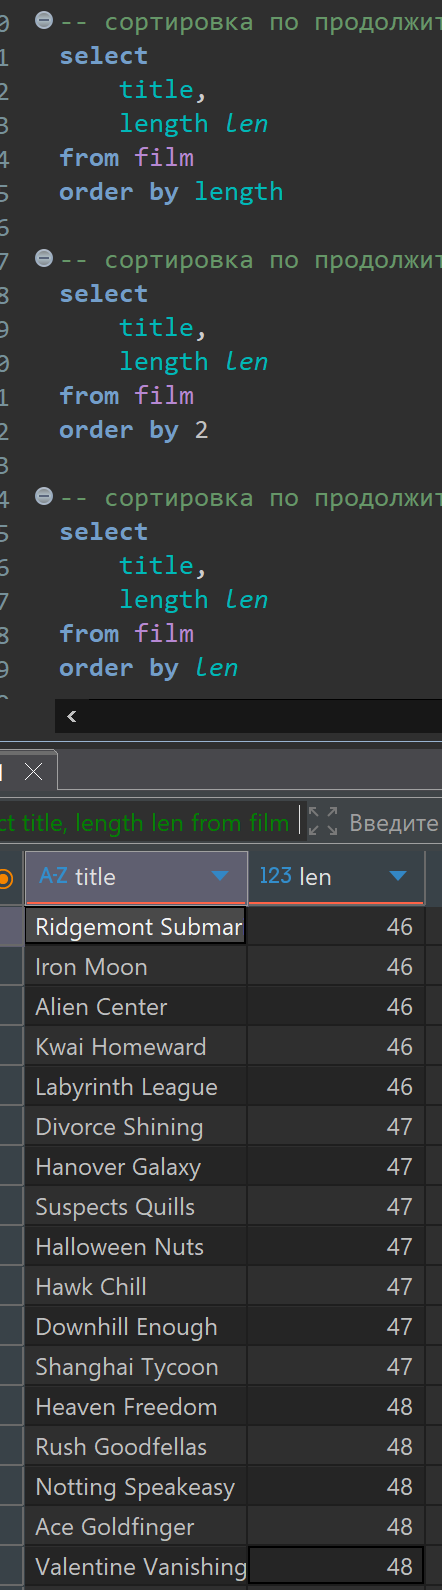 0 -- сортировка по
1 select
2 title,
3 length len
4 from film
5 order by length
6
7 -- сортировка по
8 select
9 title,
0 length len
1 from film
2 order by 2
3
4 -- сортировка по
5 select
6 title,
7 length len
8 from film
9 order by len
title, length len from film Введите
A-Z title 123 len
Ridgemont Submar 46
Iron Moon 46
Alien Center 46
Kwai Homeward 46
Labyrinth League 46
Divorce Shining 47
Hanover Galaxy 47
Suspects Quills 47
Halloween Nuts 47
Hawk Chill 47
Downhill Enough 47
Shanghai Tycoon 47
Heaven Freedom 48
Rush Goodfellas 48
Notting Speakeasy 48
Ace Goldfinger 48
Valentine Vanishing 48